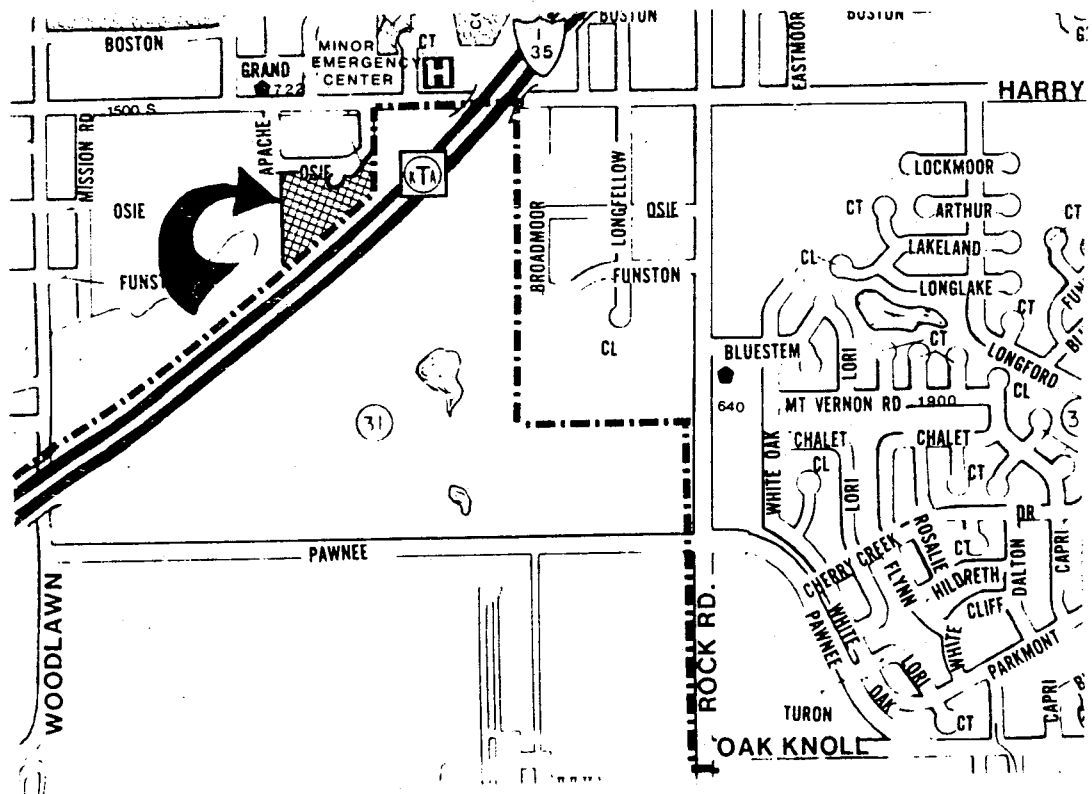 BOSTON
BOSTON
BOSTON
CT
MINOR
EMERGENCY
CENTER
H
I
35
EASTMOOR
GRAND
722
1500 S
HARRY
MISSION RD
APACHE
OSIE
KTA
LONGFELLOW
LOCKMOOR
OSIE
OSIE
CT
ARTHUR
CT
BROADMOOR
LAKELAND
CL
FUNSTON
LONGLAKE
CT
CL
BLUESTEM
LORI
CT
LONGFORD
640
MT VERNON RD
1800
CL
31
CHALET
CHALET
CL
CT
WHITE OAK
LORI
DR
ROSALIE
CT
PAWNEE
CHERRY CREEK
FLYNN
HILDRETH
DALTON
CAPRI
CLIFF
WOODLAWN
ROCK RD.
PAWNEE
WHITE
OAK
LORI
WHITE
PARKMONT
TURON
CT
CAPRI
OAK KNOLL